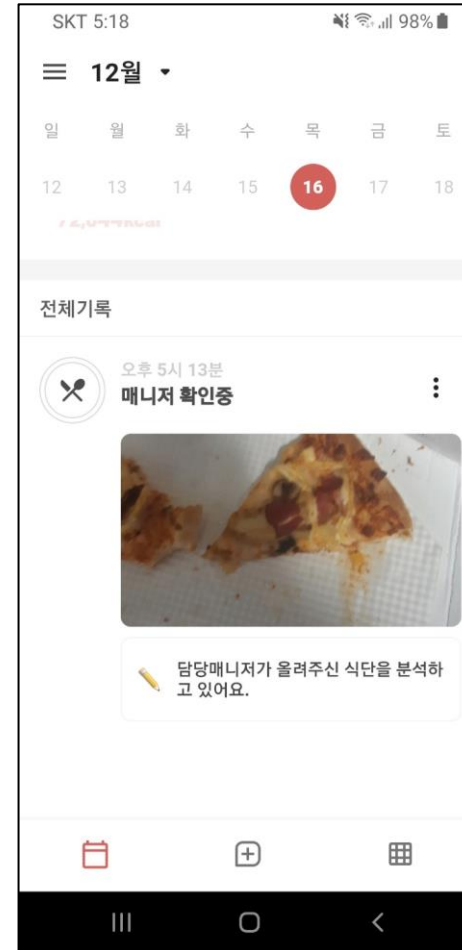 SKT 5:18
98%
12월
일 월 화 수 목 금 토
12 13 14 15 16 17 18
전체기록
오후 5시 13분
매니저 확인중
담당매니저가 올려주신 식단을 분석하
고 있어요.